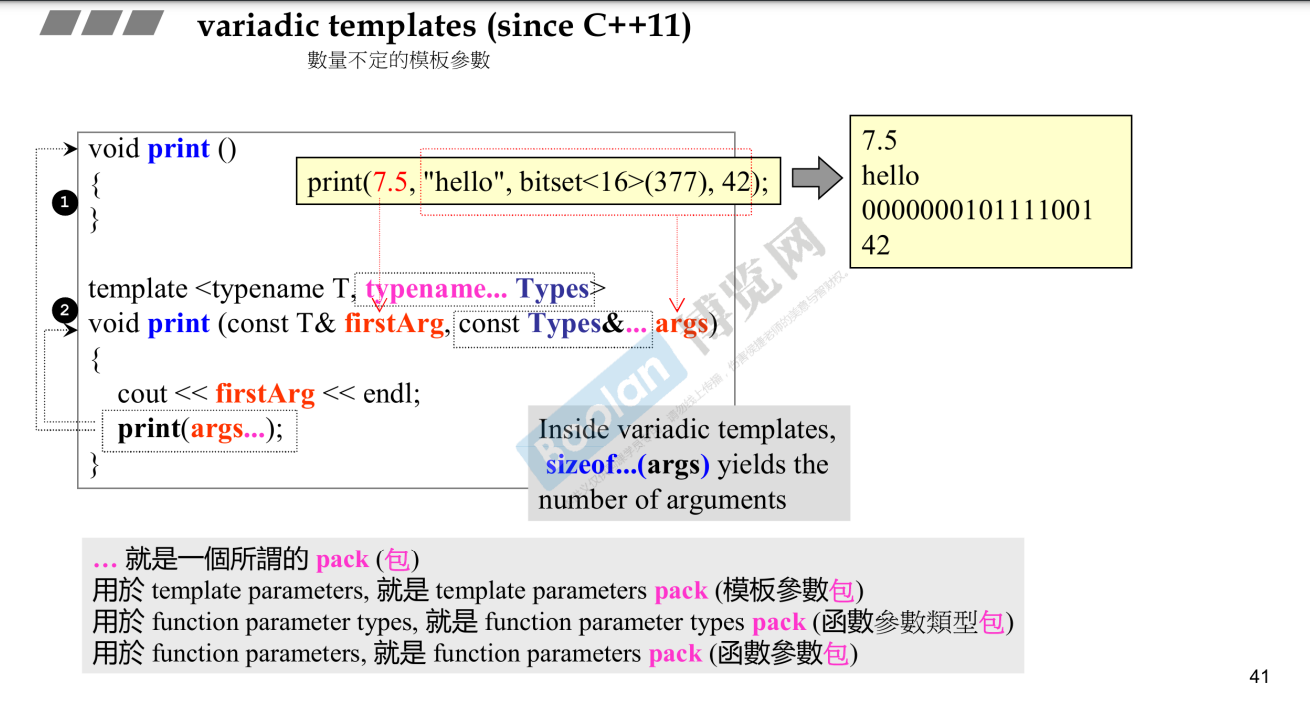 variadic templates (since C++11)
數量不定的模板參數
void print ()
{
}
1
print(7.5, "hello", bitset<16>(377), 42);
7.5
hello
0000000101111001
42
2
template <typename T, typename... Types>
void print (const T& firstArg, const Types&... args)
{
cout << firstArg << endl;
print(args...);
}
Inside variadic templates,
sizeof...(args) yields the
number of arguments
Boolan 博览网
... 就是一個所謂的 pack (包)
用於 template parameters, 就是 template parameters pack (模板參數包)
用於 function parameter types, 就是 function parameter types pack (函數參數類型包)
用於 function parameters, 就是 function parameters pack (函數參數包)
41